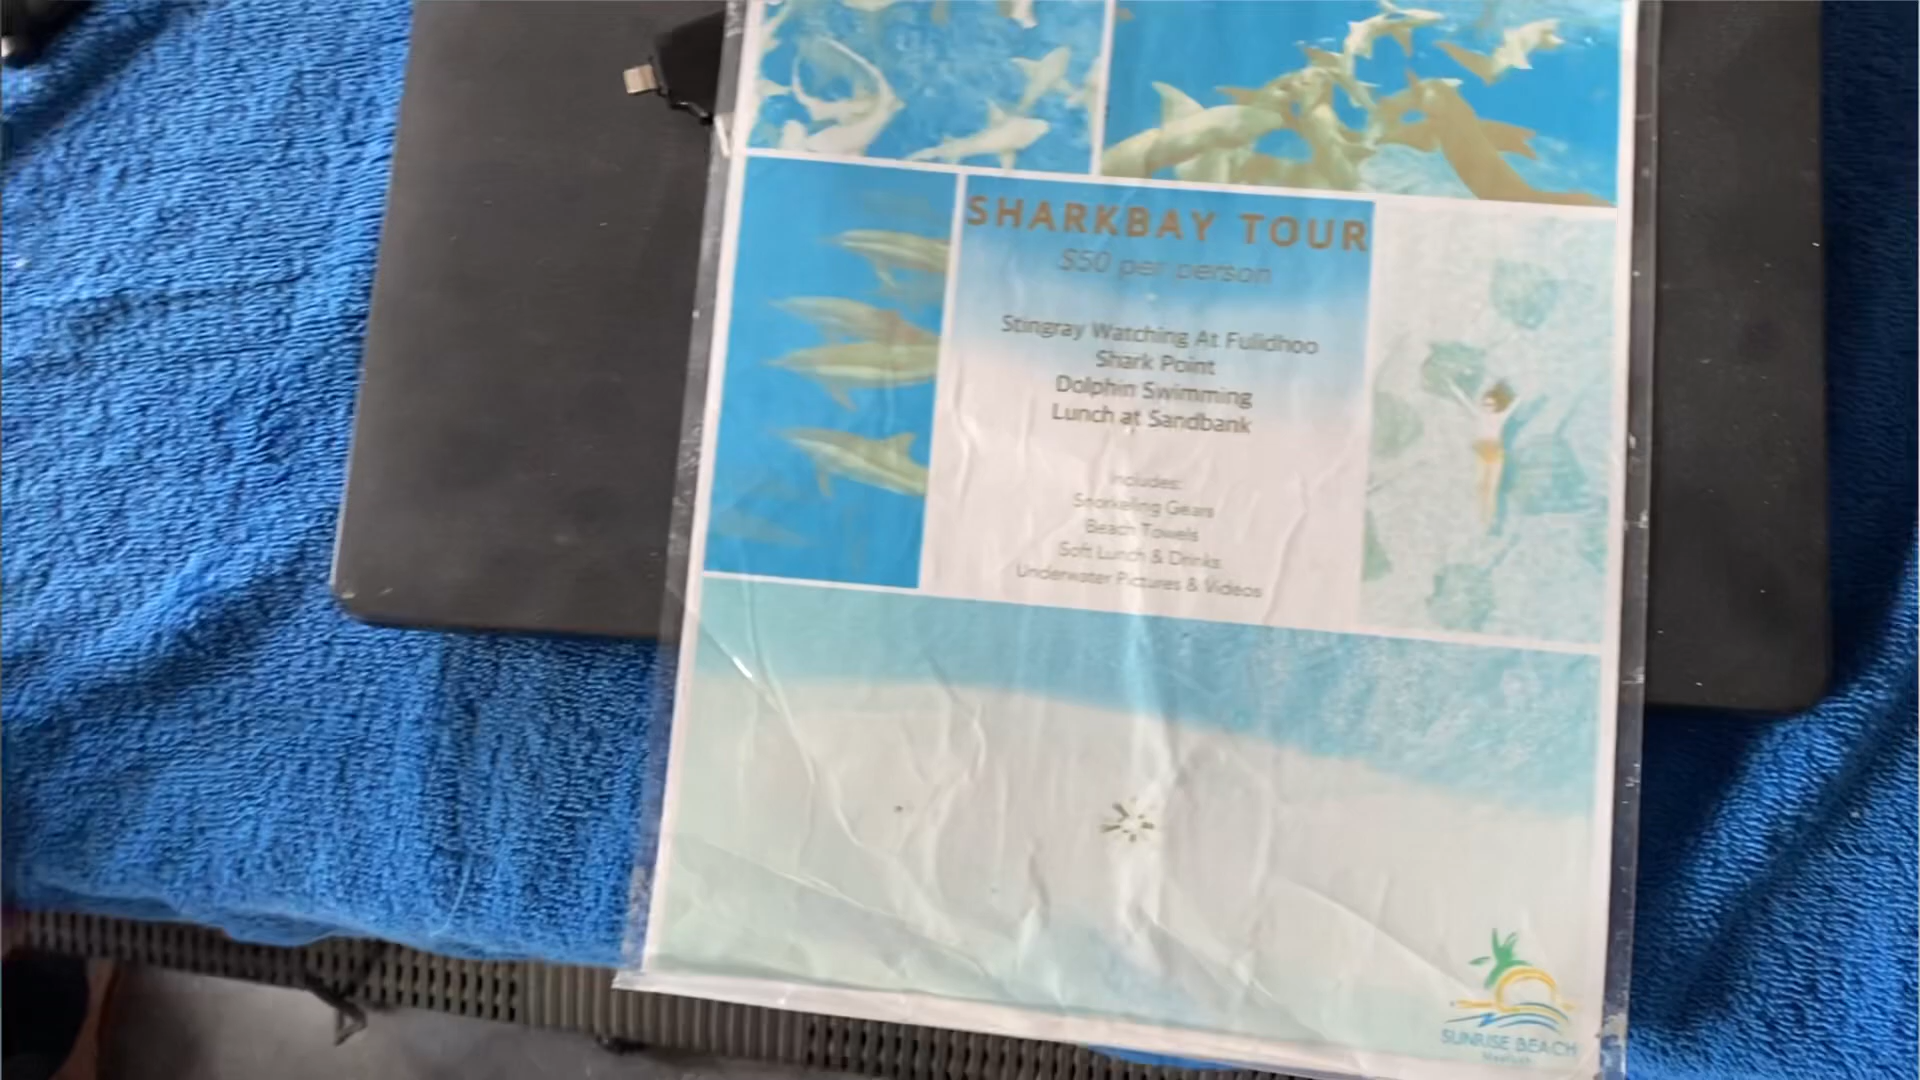 SHARKBAY TOUR
$50 per person
Stingray Watching At Fulidhoo
Shark Point
Dolphin Swimming
Lunch at Sandbank
Includes:
Snorkeling Gears
Beach Towels
Soft Lunch & Drinks
Underwater Pictures & Videos
SUNRISE BEACH